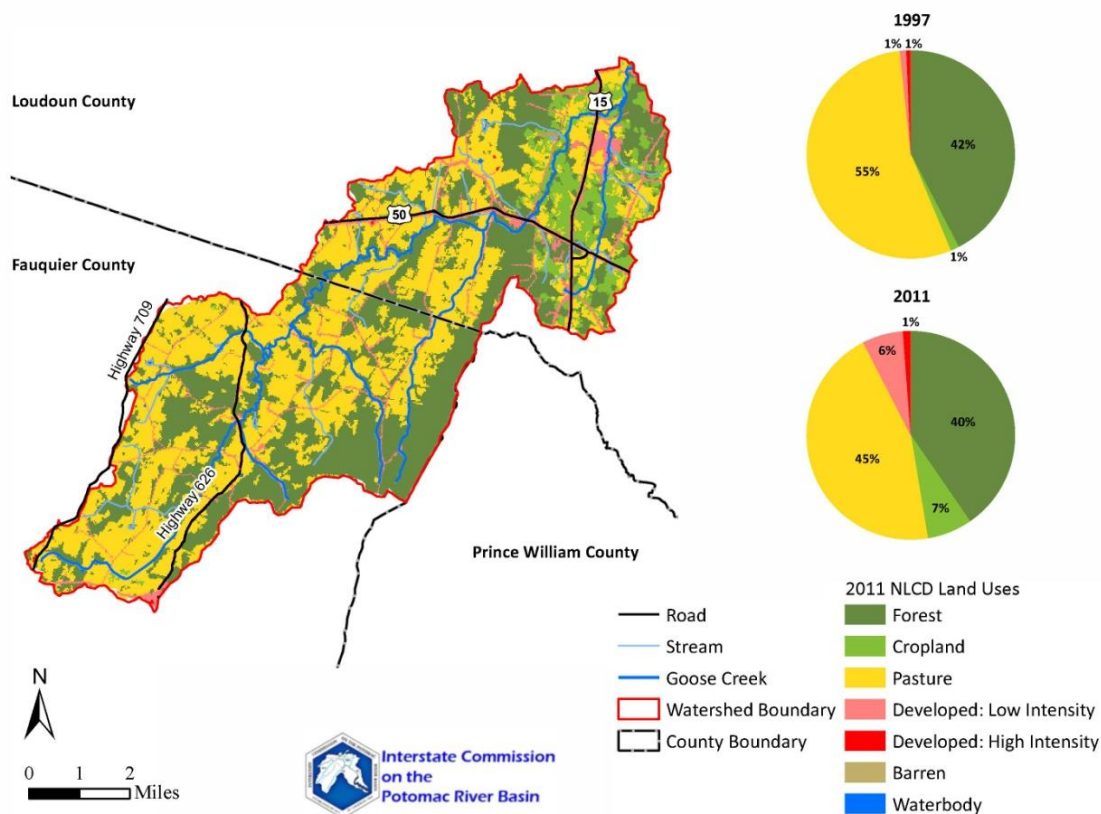 Loudoun County
Fauquier County
Highway 709
Highway 626
50
15
Prince William County
1997
1%
1%
42%
55%
1%
2011
1%
6%
40%
45%
7%
Road
Stream
Goose Creek
Watershed Boundary
County Boundary
2011 NLCD Land Uses
Forest
Cropland
Pasture
Developed: Low Intensity
Developed: High Intensity
Barren
Waterbody
N
0 1 2
Miles
Interstate Commission
on the
Potomac River Basin